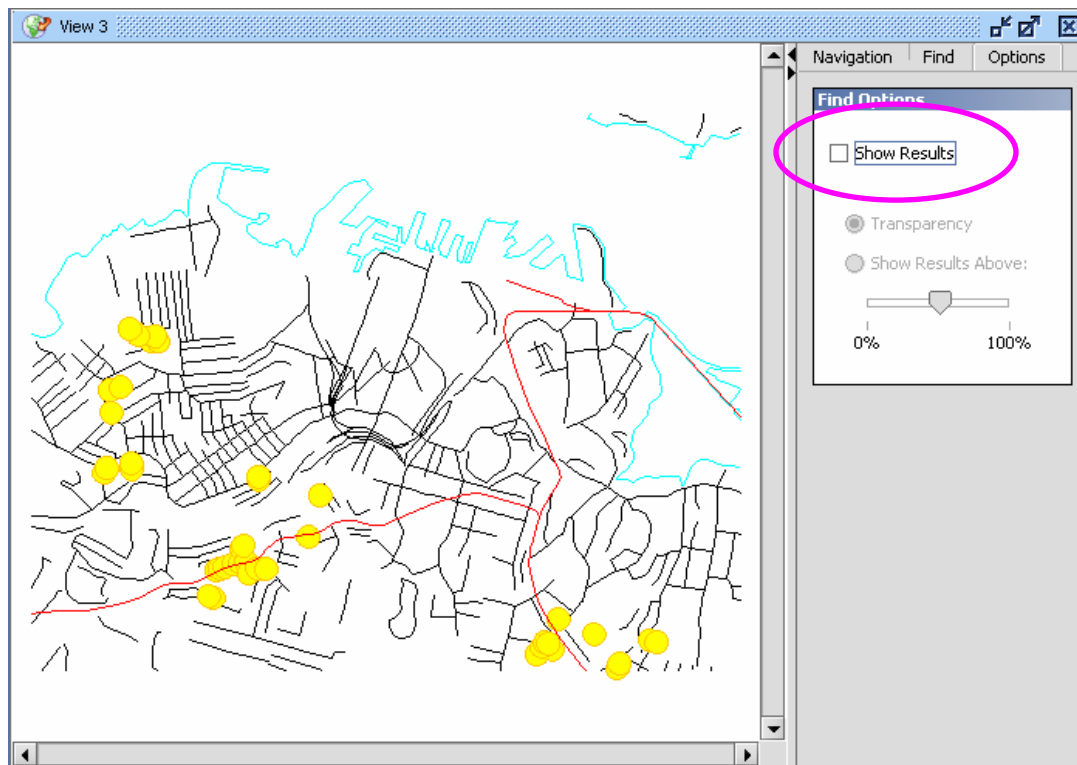 View 3
Navigation Find Options
Find Options
Show Results
Transparency
Show Results Above:
0% 100%